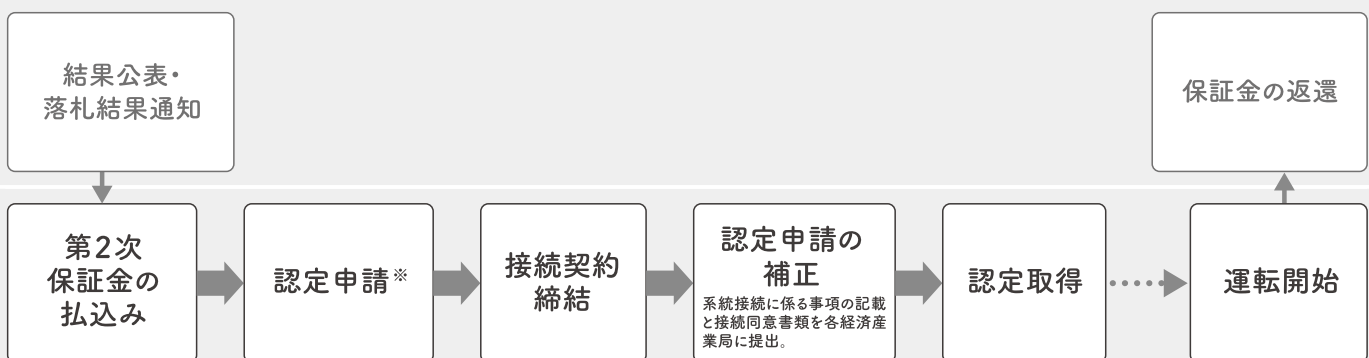 結果公表・
落札結果通知
保証金の返還
第2次
保証金の
払込み
認定申請※
接続契約
締結
認定申請の
補正
系統接続に係る事項の記載
と接続同意書類を各経済産
業局に提出。
認定取得
運転開始